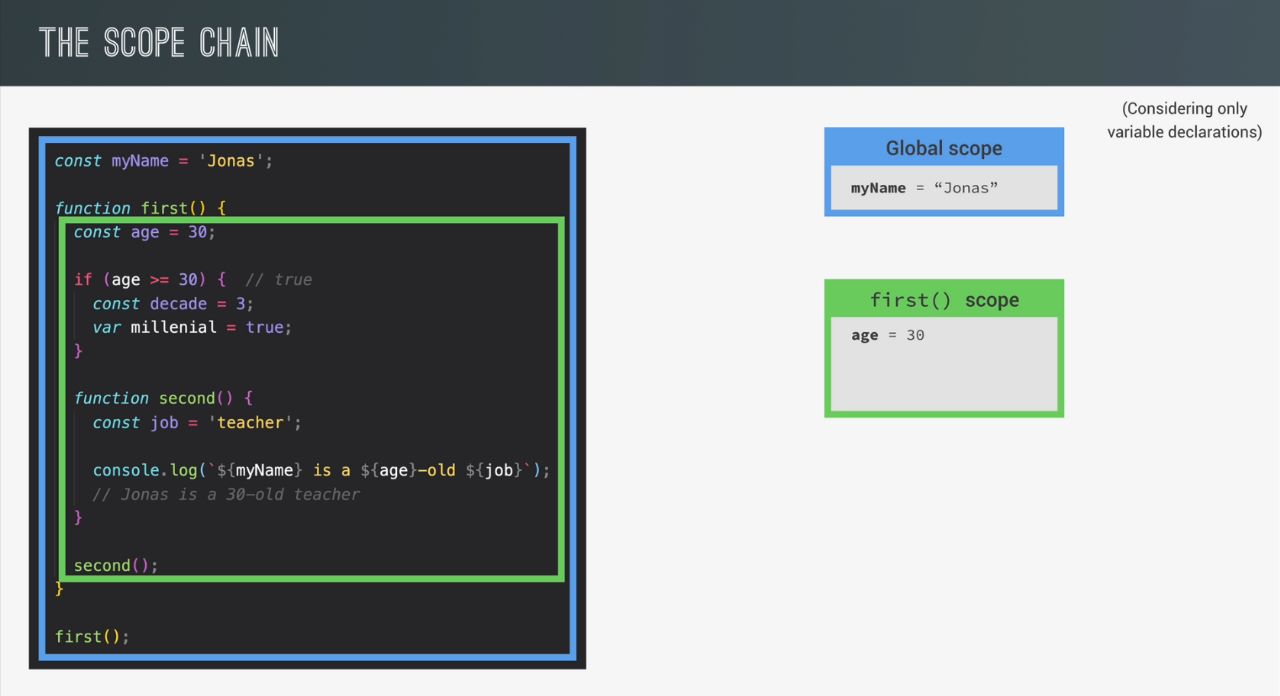 THE SCOPE CHAIN
(Considering only
variable declarations)
const myName = 'Jonas';
function first() {
const age = 30;
if (age >= 30) { // true
const decade = 3;
var millenial = true;
}
function second() {
const job = 'teacher';
console.log(`${myName} is a ${age}-old ${job}`);
// Jonas is a 30-old teacher
}
second();
}
first();
Global scope
myName = “Jonas”
first() scope
age = 30